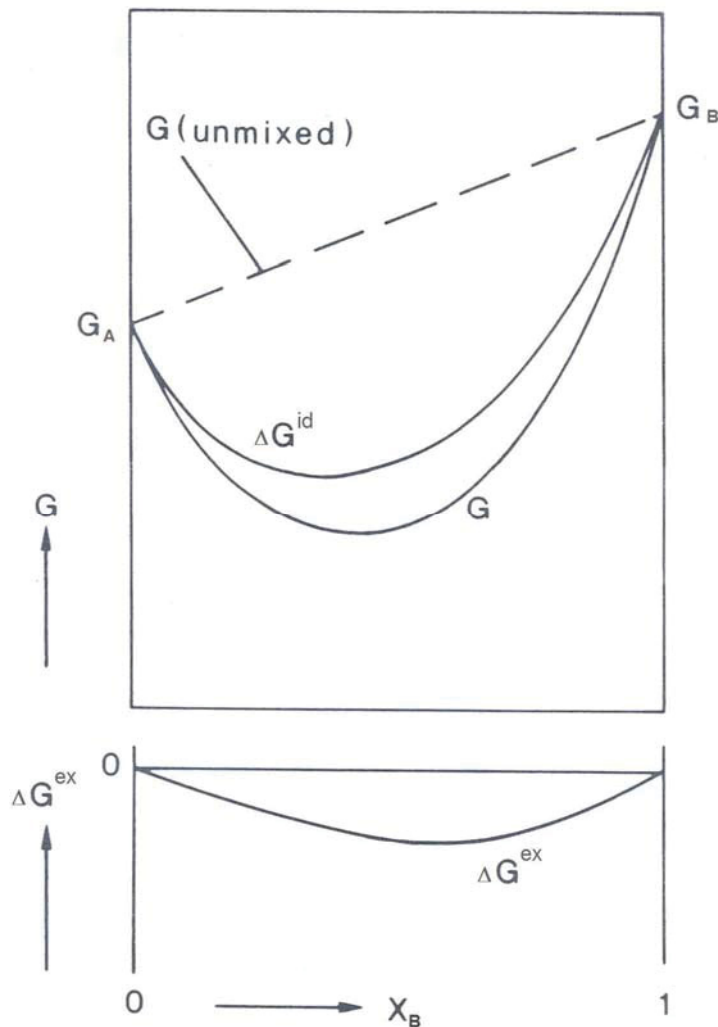 G (unmixed)
G_B
G_A
ΔG^id
G
G
0
ΔG^ex
ΔG^ex
0
X_B
1